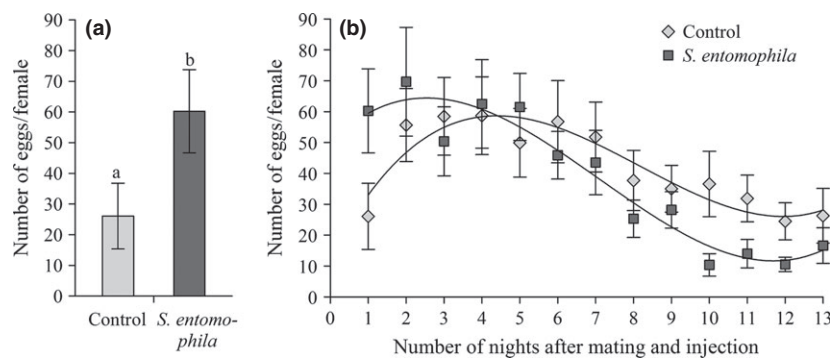 (a)
Number of eggs/female
90
80
70
60
50
40
30
20
10
0
a
b
Control
S. entomo-
phila
(b)
Control
S. entomophila
Number of eggs/female
90
80
70
60
50
40
30
20
10
0
0 1 2 3 4 5 6 7 8 9 10 11 12 13
Number of nights after mating and injection